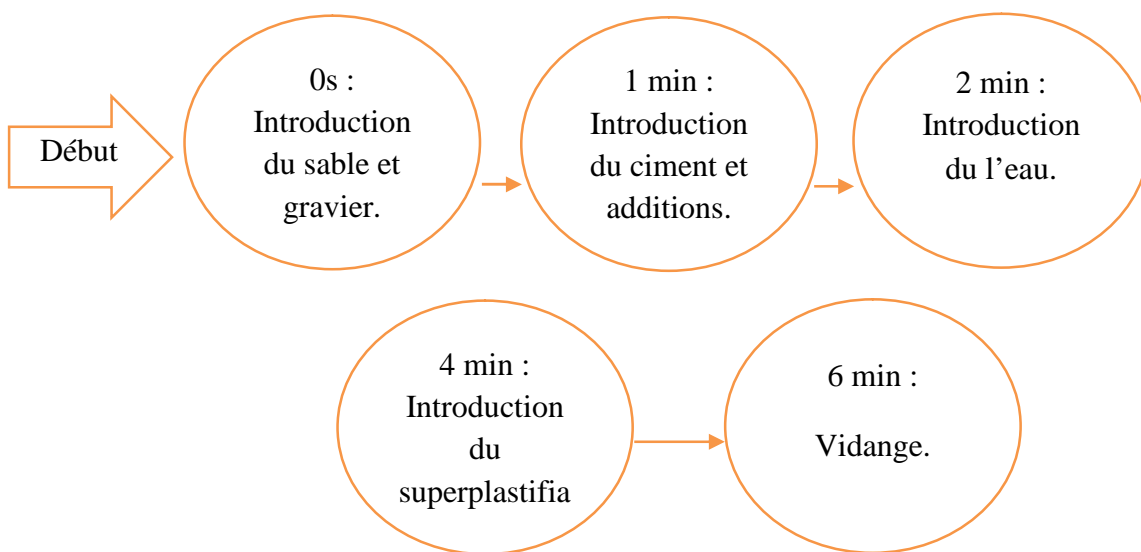 Début
0s :
Introduction
du sable et
gravier.
1 min :
Introduction
du ciment et
additions.
2 min :
Introduction
du l’eau.
4 min :
Introduction
du
superplastifia
6 min :
Vidange.